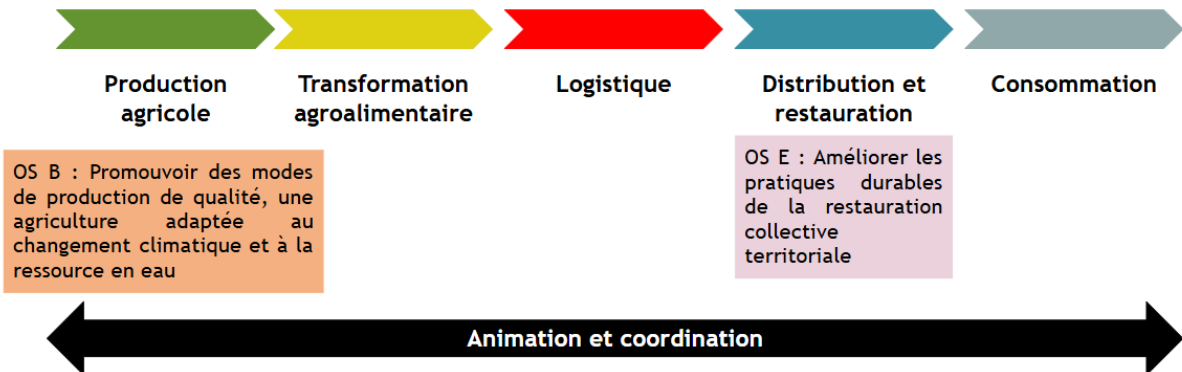 Production
agricole
Transformation
agroalimentaire
Logistique
Distribution et
restauration
Consommation
OS B : Promouvoir des modes
de production de qualité, une
agriculture adaptée au
changement climatique et à la
ressource en eau
OS E : Améliorer les
pratiques durables
de la restauration
collective
territoriale
Animation et coordination